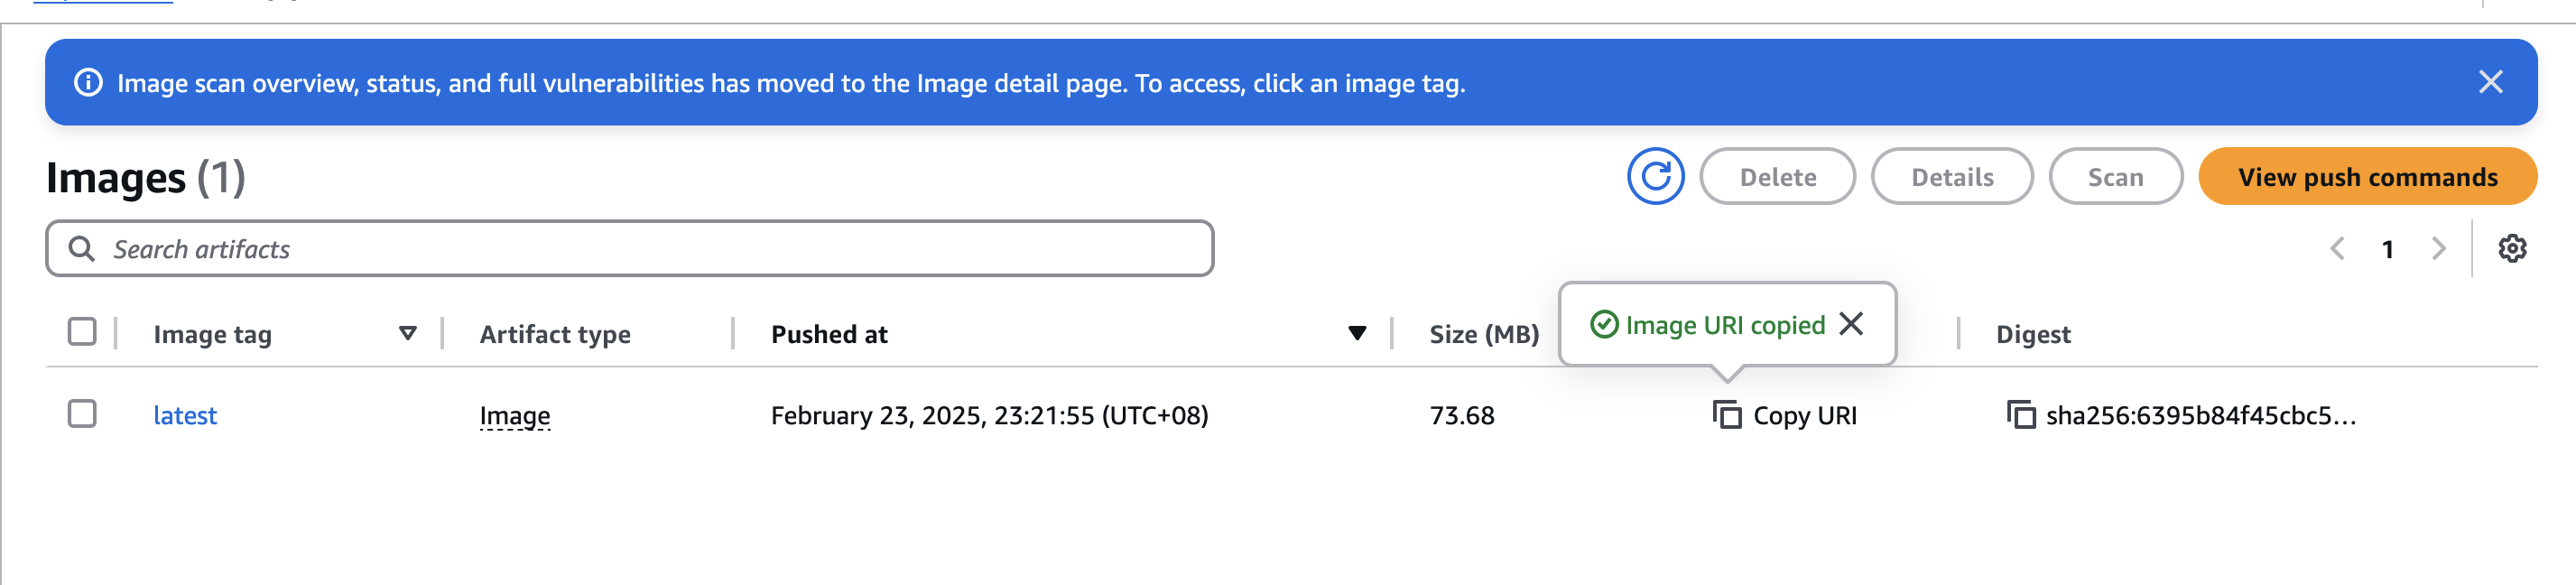 Image scan overview, status, and full vulnerabilities has moved to the Image detail page. To access, click an image tag.
Images (1)
Delete
Details
Scan
View push commands
Search artifacts
1
Image tag
Artifact type
Pushed at
Size (MB)
Image URI copied
Digest
latest
Image
February 23, 2025, 23:21:55 (UTC+08)
73.68
Copy URI
sha256:6395b84f45cbc5...